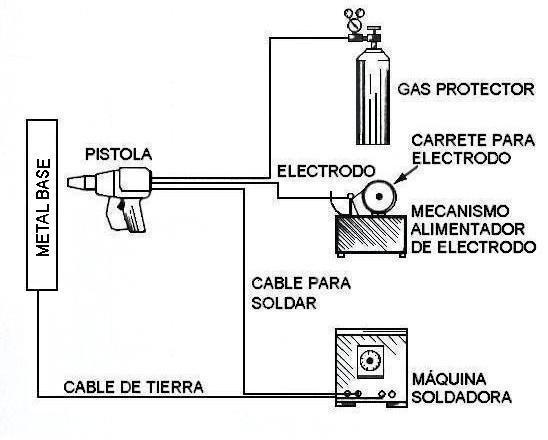 GAS PROTECTOR
CARRETE PARA
ELECTRODO
PISTOLA
ELECTRODO
METAL BASE
MECANISMO
ALIMENTADOR
DE ELECTRODO
CABLE PARA
SOLDAR
MÁQUINA
SOLDADORA
CABLE DE TIERRA